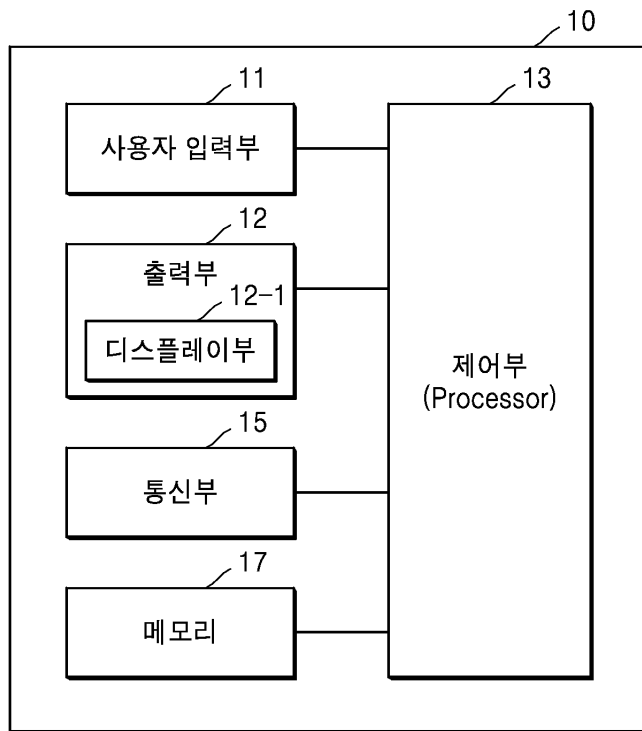 10
11
사용자 입력부
13
12
출력부
12-1
디스플레이부
제어부
(Processor)
15
통신부
17
메모리